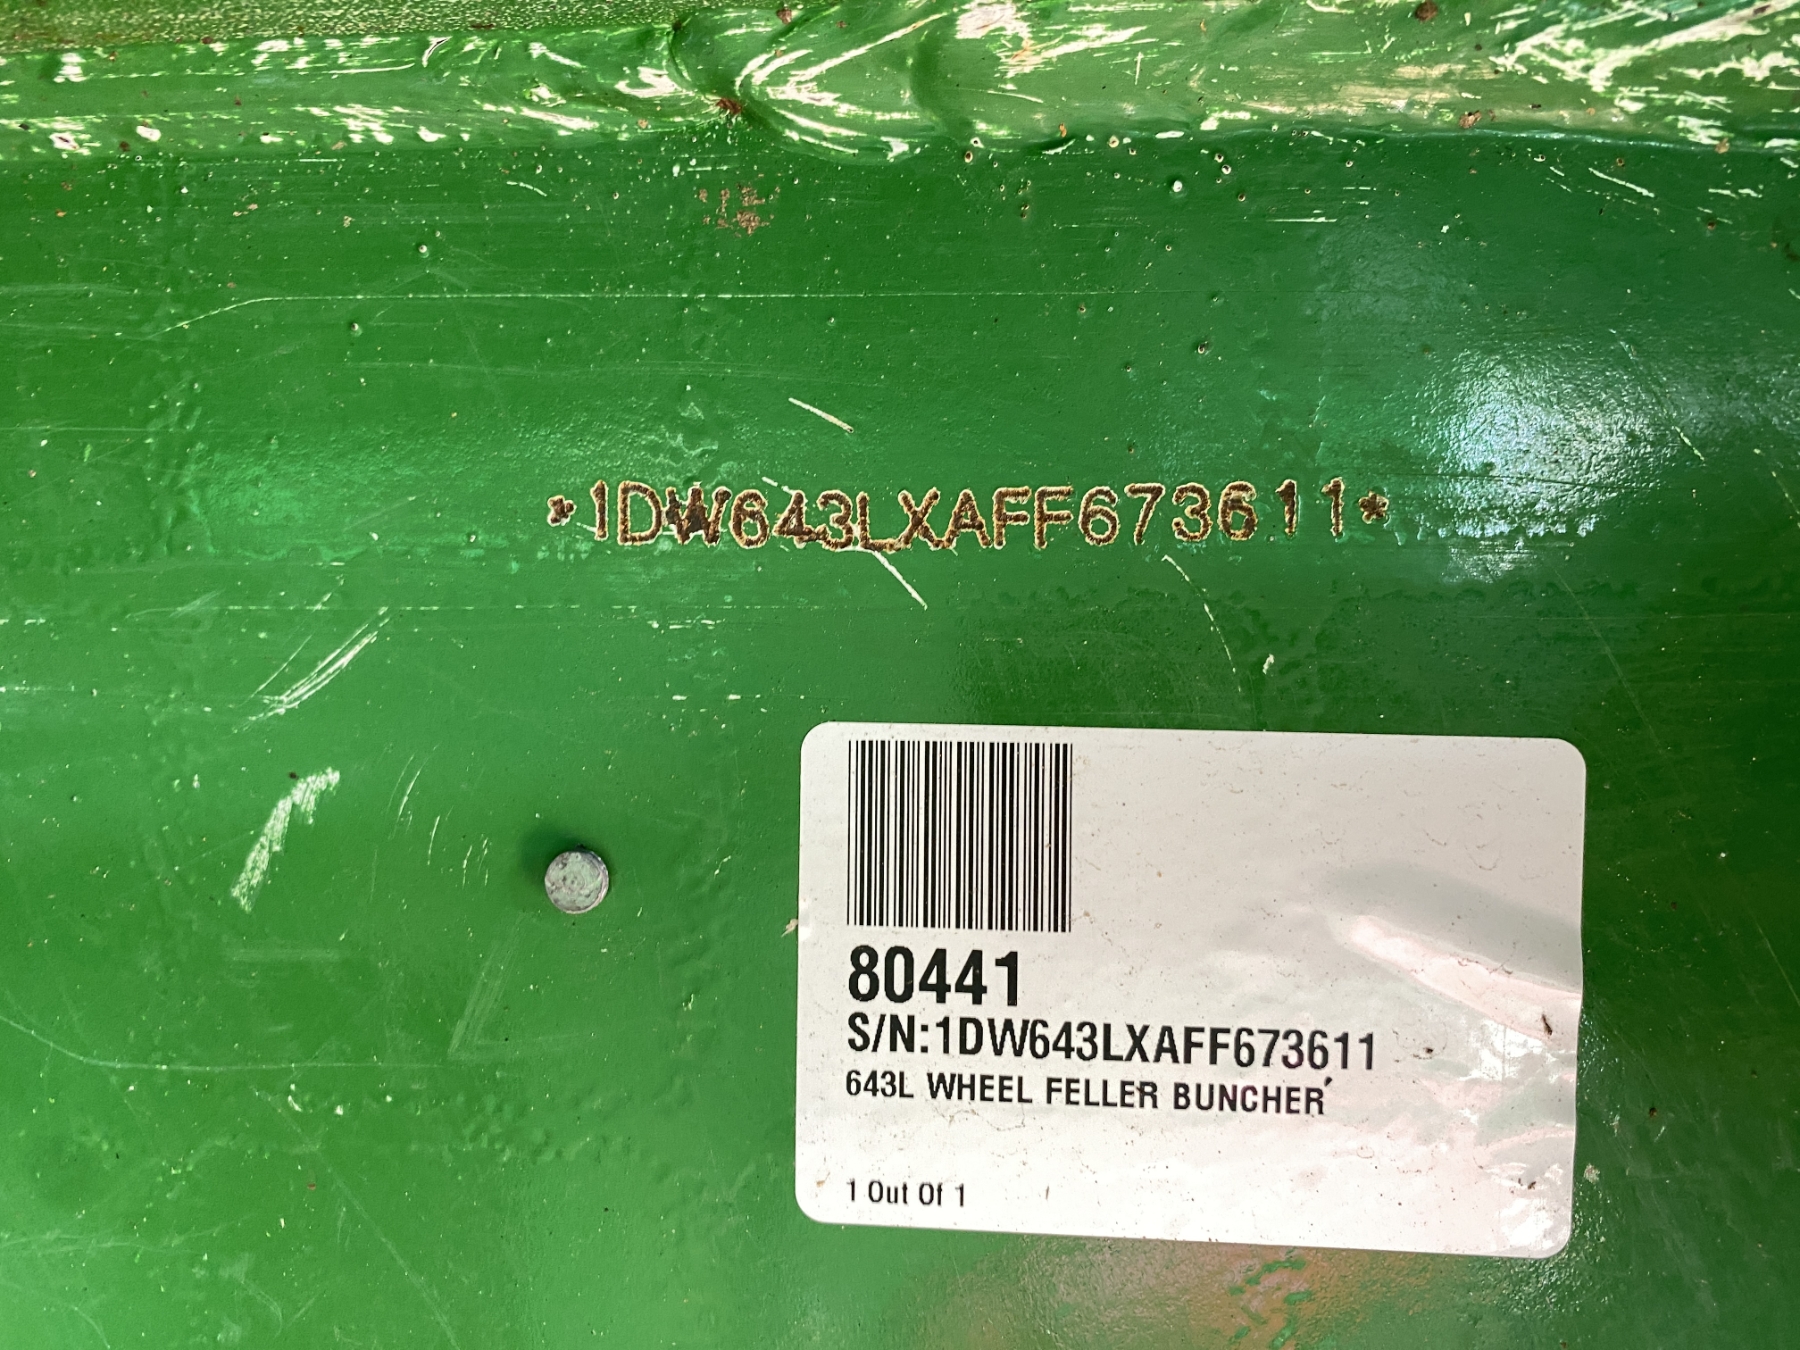 *1DW643LXAFF673611*
80441
S/N:1DW643LXAFF673611
643L WHEEL FELLER BUNCHER
1 Out Of 1